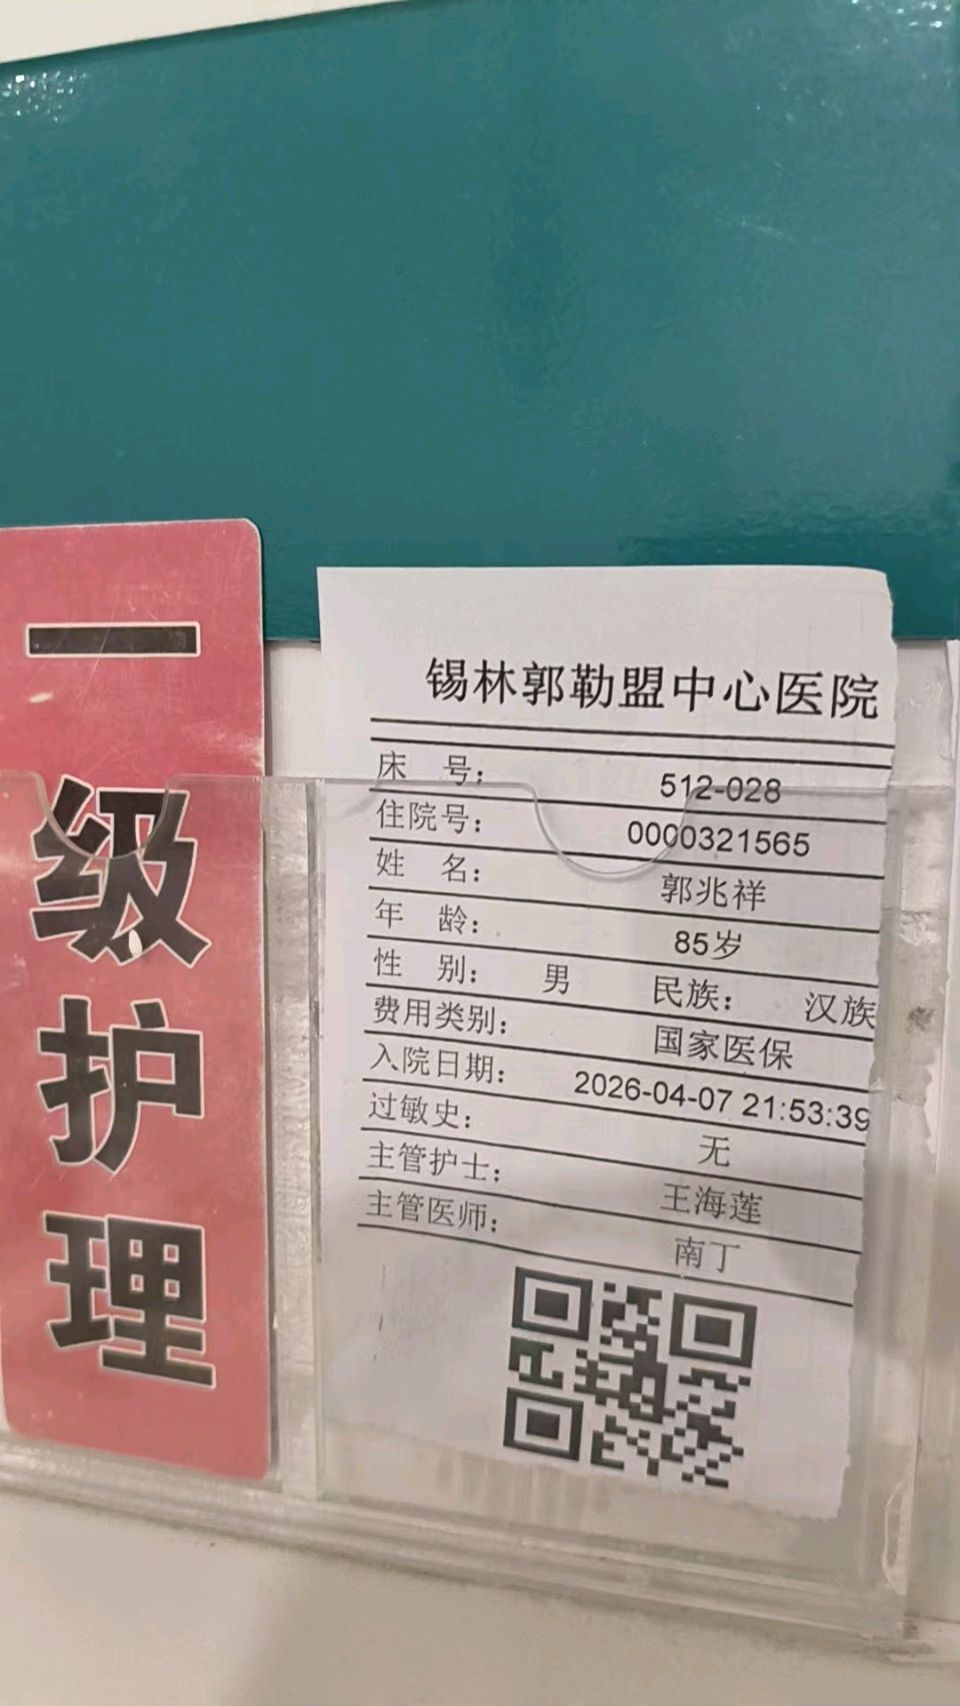 一级护理
锡林郭勒盟中心医院
床 号： 512-028
住院号： 0000321565
姓 名： 郭兆祥
年 龄： 85岁
性 别： 男 民族： 汉族
费用类别： 国家医保
入院日期： 2026-04-07 21:53:39
过敏史： 无
主管护士： 王海莲
主管医师： 南丁